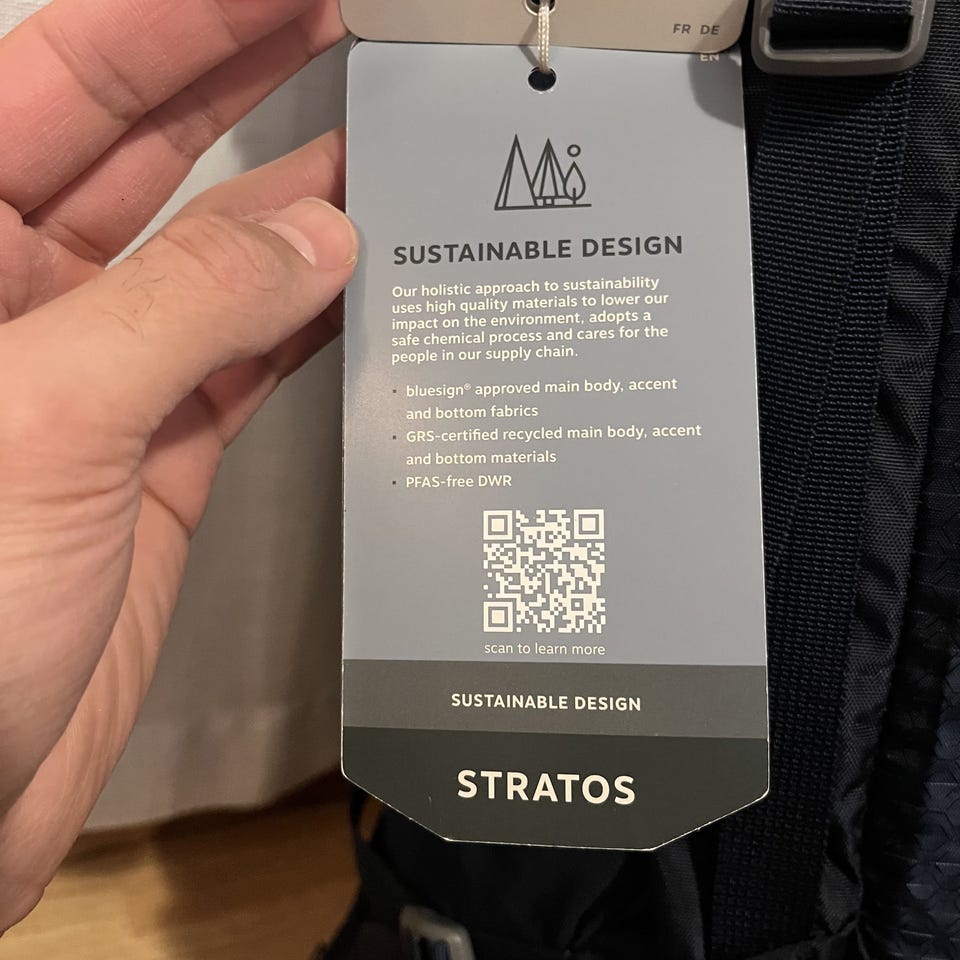 FR DE
EN
SUSTAINABLE DESIGN
Our holistic approach to sustainability
uses high quality materials to lower our
impact on the environment, adopts a
safe chemical process and cares for the
people in our supply chain.
▪ bluesign® approved main body, accent
and bottom fabrics
▪ GRS-certified recycled main body, accent
and bottom materials
▪ PFAS-free DWR
scan to learn more
SUSTAINABLE DESIGN
STRATOS